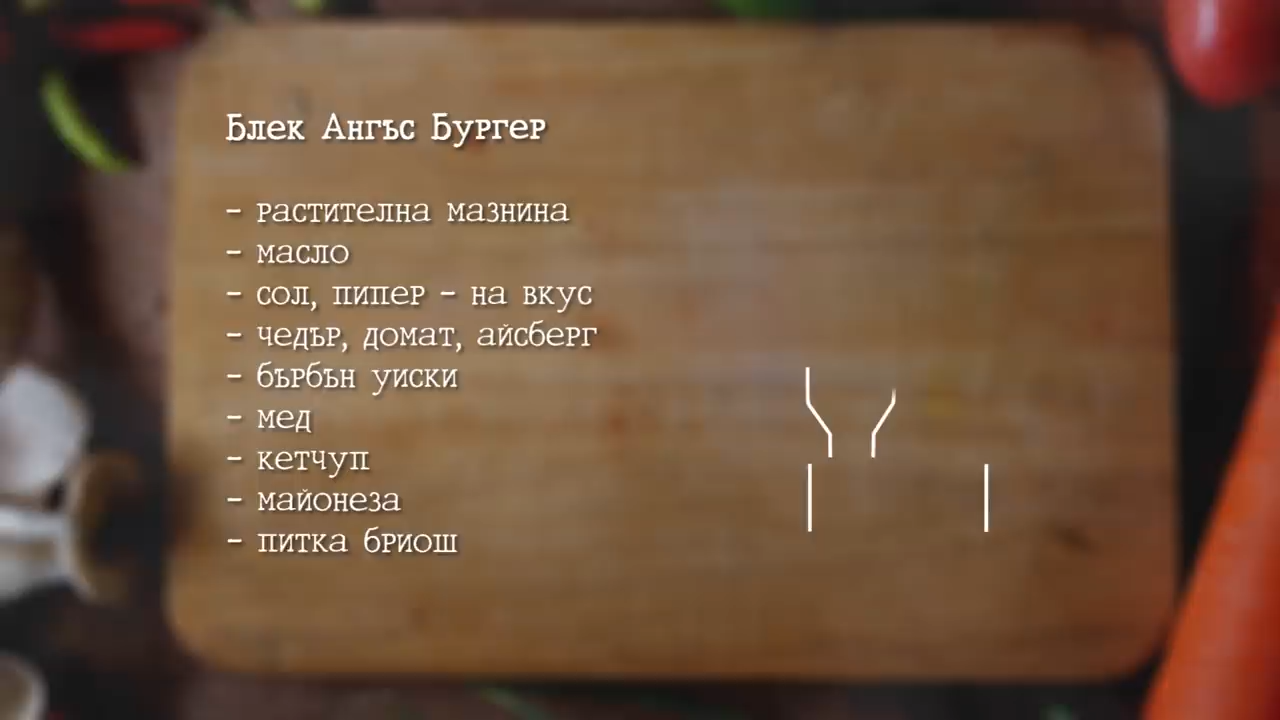 Блек Ангъс Бургер
- растителна мазнина
- масло
- сол, пипер - на вкус
- чедър, домат, айсберг
- бърбън уиски
- мед
- кетчуп
- майонеза
- питка бриош